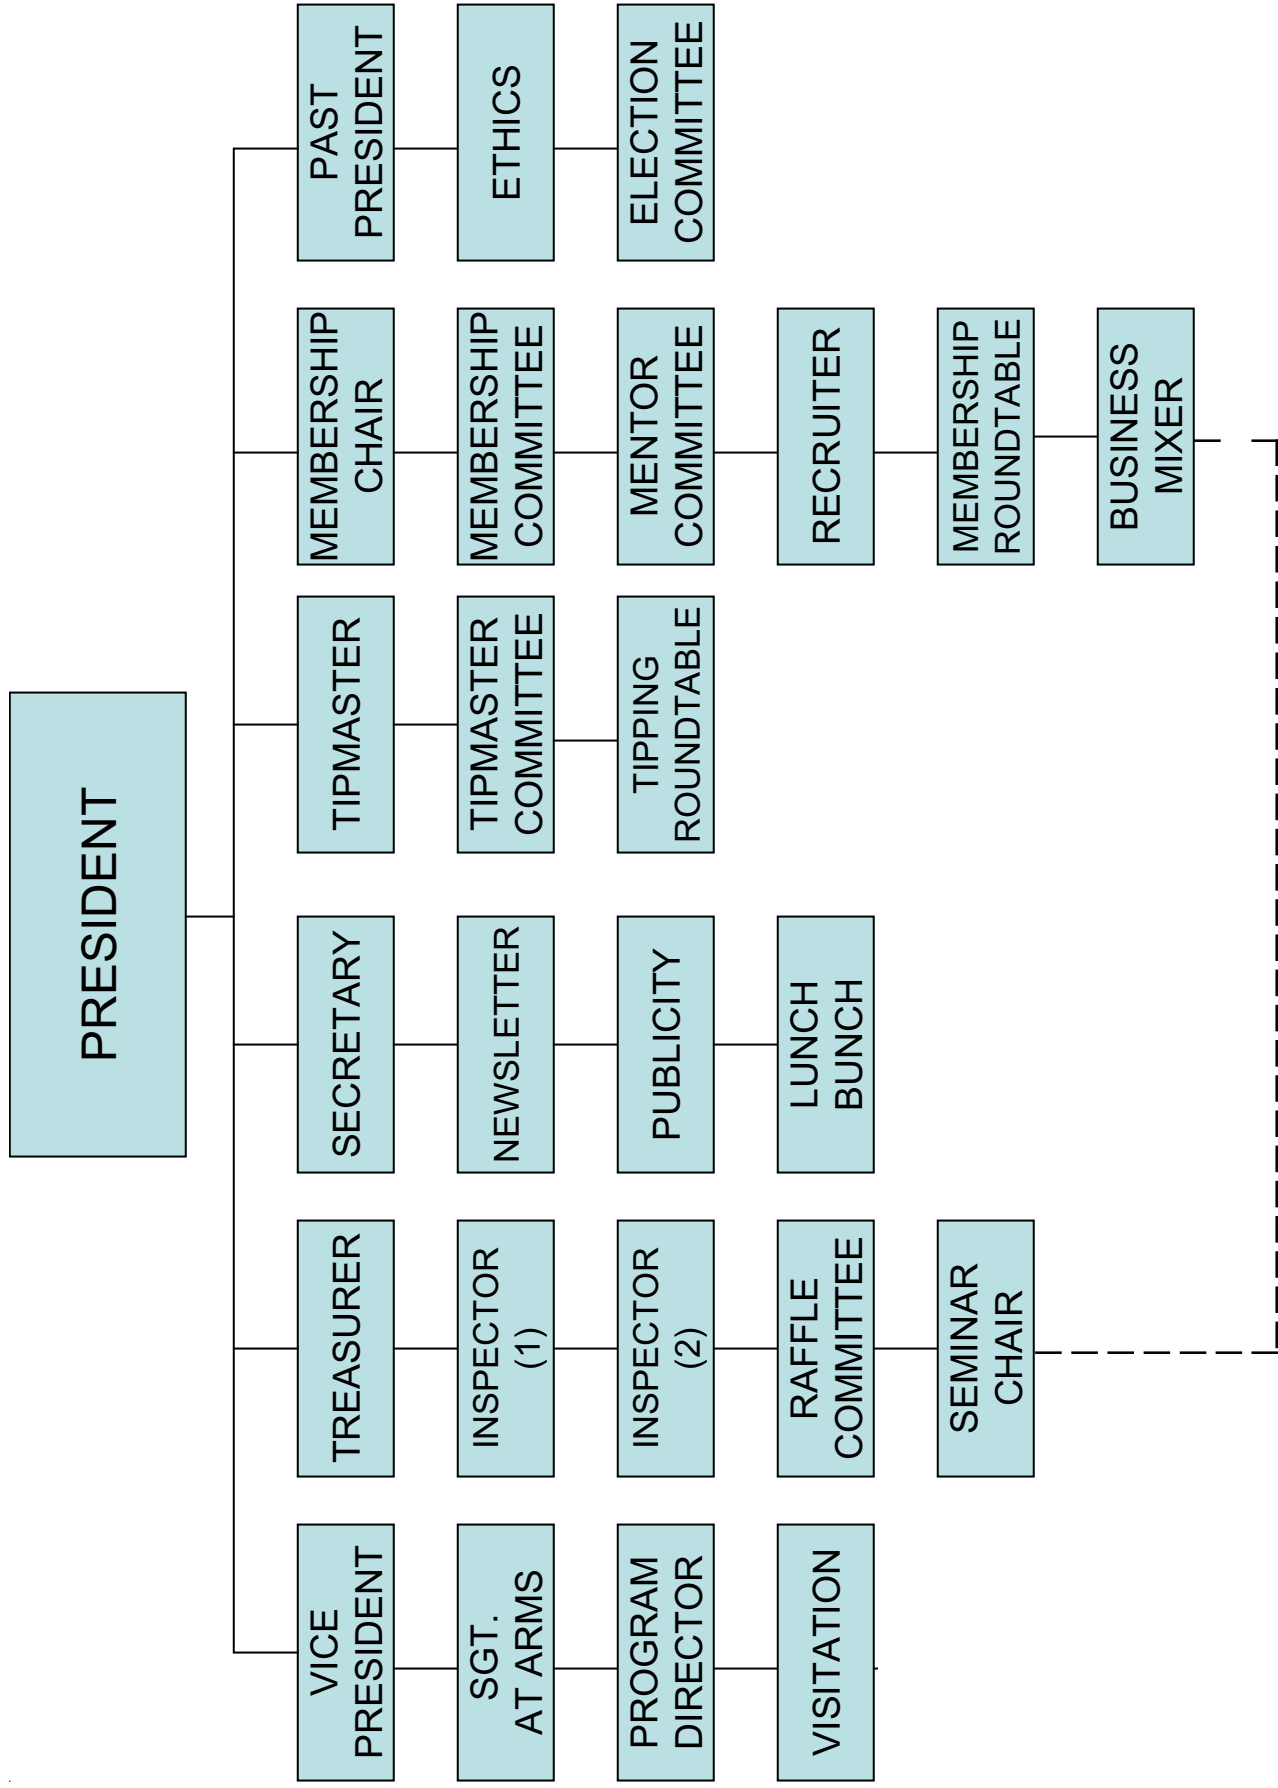 PRESIDENT
VICE
PRESIDENT
SGT.
AT ARMS
PROGRAM
DIRECTOR
VISITATION
TREASURER
INSPECTOR
(1)
INSPECTOR
(2)
RAFFLE
COMMITTEE
SEMINAR
CHAIR
SECRETARY
NEWSLETTER
PUBLICITY
LUNCH
BUNCH
TIPMASTER
TIPMASTER
COMMITTEE
TIPPING
ROUNDTABLE
MEMBERSHIP
CHAIR
MEMBERSHIP
COMMITTEE
MENTOR
COMMITTEE
RECRUITER
MEMBERSHIP
ROUNDTABLE
BUSINESS
MIXER
PAST
PRESIDENT
ETHICS
ELECTION
COMMITTEE